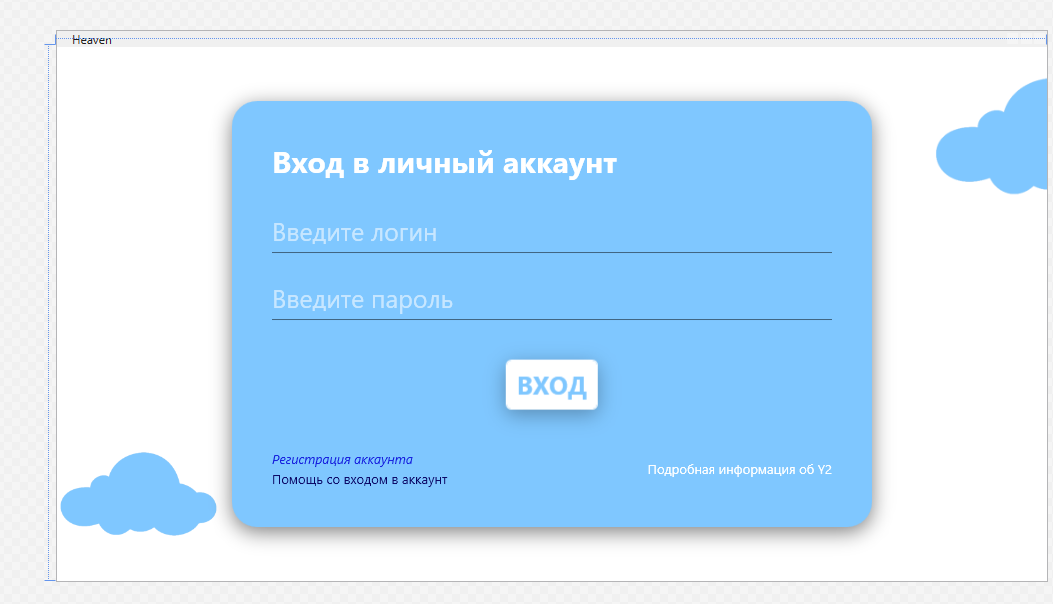 Heaven
Вход в личный аккаунт
Введите логин
Введите пароль
ВХОД
Регистрация аккаунта
Помощь со входом в аккаунт
Подробная информация об Y2